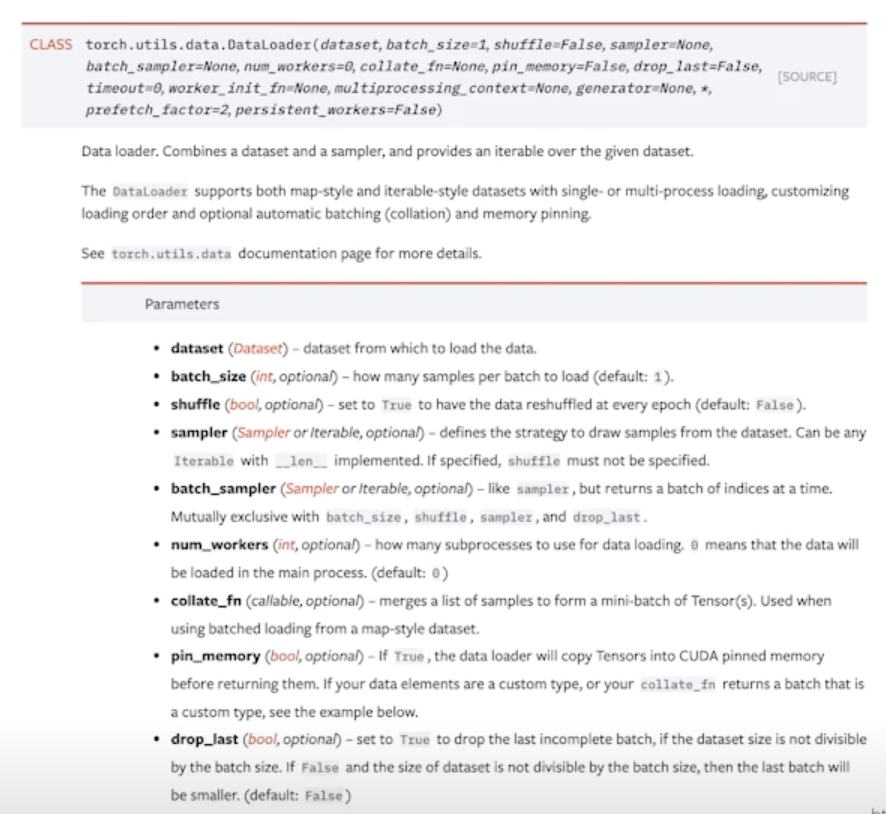 CLASS torch.utils.data.DataLoader(dataset, batch_size=1, shuffle=False, sampler=None,
batch_sampler=None, num_workers=0, collate_fn=None, pin_memory=False, drop_last=False,
timeout=0, worker_init_fn=None, multiprocessing_context=None, generator=None, *,
prefetch_factor=2, persistent_workers=False)
[SOURCE]
Data loader. Combines a dataset and a sampler, and provides an iterable over the given dataset.
The DataLoader supports both map-style and iterable-style datasets with single- or multi-process loading, customizing
loading order and optional automatic batching (collation) and memory pinning.
See torch.utils.data documentation page for more details.
Parameters
• dataset (Dataset) – dataset from which to load the data.
• batch_size (int, optional) – how many samples per batch to load (default: 1).
• shuffle (bool, optional) – set to True to have the data reshuffled at every epoch (default: False).
• sampler (Sampler or Iterable, optional) – defines the strategy to draw samples from the dataset. Can be any
Iterable with __len__ implemented. If specified, shuffle must not be specified.
• batch_sampler (Sampler or Iterable, optional) – like sampler, but returns a batch of indices at a time.
Mutually exclusive with batch_size, shuffle, sampler, and drop_last.
• num_workers (int, optional) – how many subprocesses to use for data loading. 0 means that the data will
be loaded in the main process. (default: 0)
• collate_fn (callable, optional) – merges a list of samples to form a mini-batch of Tensor(s). Used when
using batched loading from a map-style dataset.
• pin_memory (bool, optional) – If True, the data loader will copy Tensors into CUDA pinned memory
before returning them. If your data elements are a custom type, or your collate_fn returns a batch that is
a custom type, see the example below.
• drop_last (bool, optional) – set to True to drop the last incomplete batch, if the dataset size is not divisible
by the batch size. If False and the size of dataset is not divisible by the batch size, then the last batch will
be smaller. (default: False)